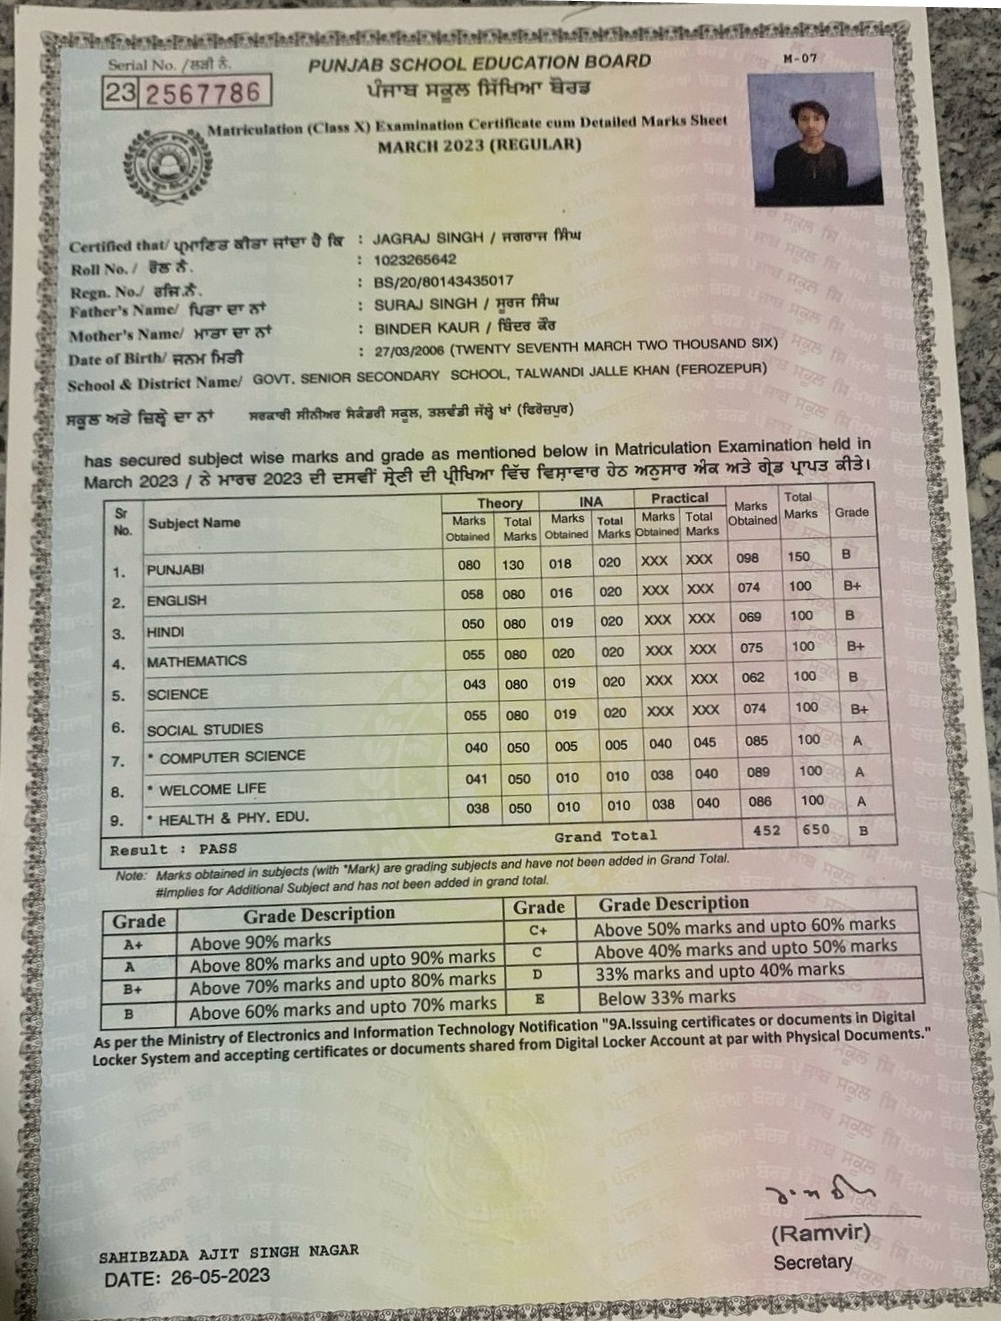 Serial No. /ਲੜੀ ਨੰ.
23 2567786
PUNJAB SCHOOL EDUCATION BOARD
ਪੰਜਾਬ ਸਕੂਲ ਸਿੱਖਿਆ ਬੋਰਡ
M-07
Matriculation (Class X) Examination Certificate cum Detailed Marks Sheet
MARCH 2023 (REGULAR)
Certified that/ ਪ੍ਰਮਾਣਿਤ ਕੀਤਾ ਜਾਂਦਾ ਹੈ ਕਿ : JAGRAJ SINGH / ਜਗਰਾਜ ਸਿੰਘ
Roll No. / ਰੋਲ ਨੰ. : 1023265642
Regn. No./ ਰਜਿ.ਨੰ. : BS/20/80143435017
Father's Name/ ਪਿਤਾ ਦਾ ਨਾਂ : SURAJ SINGH / ਸੂਰਜ ਸਿੰਘ
Mother's Name/ ਮਾਤਾ ਦਾ ਨਾਂ : BINDER KAUR / ਬਿੰਦਰ ਕੌਰ
Date of Birth/ ਜਨਮ ਮਿਤੀ : 27/03/2006 (TWENTY SEVENTH MARCH TWO THOUSAND SIX)
School & District Name/ GOVT. SENIOR SECONDARY SCHOOL, TALWANDI JALLE KHAN (FEROZEPUR)
ਸਕੂਲ ਅਤੇ ਜ਼ਿਲ੍ਹੇ ਦਾ ਨਾਂ ਸਰਕਾਰੀ ਸੀਨੀਅਰ ਸਿਕੰਡਰੀ ਸਕੂਲ, ਤਲਵੰਡੀ ਜੱਲ੍ਹੇ ਖਾਂ (ਫਿਰੋਜ਼ਪੁਰ)
has secured subject wise marks and grade as mentioned below in Matriculation Examination held in
March 2023 / ਨੇ ਮਾਰਚ 2023 ਦੀ ਦਸਵੀਂ ਸ਼੍ਰੇਣੀ ਦੀ ਪ੍ਰੀਖਿਆ ਵਿੱਚ ਵਿਸ਼ਾਵਾਰ ਹੇਠ ਅਨੁਸਾਰ ਅੰਕ ਅਤੇ ਗ੍ਰੇਡ ਪ੍ਰਾਪਤ ਕੀਤੇ।
Sr No. Subject Name Theory INA Practical Marks Obtained Total Marks Grade
Marks Obtained Total Marks Marks Obtained Total Marks Marks Obtained Total Marks
1. PUNJABI 080 130 018 020 XXX XXX 098 150 B
2. ENGLISH 058 080 016 020 XXX XXX 074 100 B+
3. HINDI 050 080 019 020 XXX XXX 069 100 B
4. MATHEMATICS 055 080 020 020 XXX XXX 075 100 B+
5. SCIENCE 043 080 019 020 XXX XXX 062 100 B
6. SOCIAL STUDIES 055 080 019 020 XXX XXX 074 100 B+
7. * COMPUTER SCIENCE 040 050 005 005 040 045 085 100 A
8. * WELCOME LIFE 041 050 010 010 038 040 089 100 A
9. * HEALTH & PHY. EDU. 038 050 010 010 038 040 086 100 A
Result : PASS Grand Total 452 650 B
Note: Marks obtained in subjects (with *Mark) are grading subjects and have not been added in Grand Total.
#Implies for Additional Subject and has not been added in grand total.
Grade Grade Description Grade Grade Description
A+ Above 90% marks C+ Above 50% marks and upto 60% marks
A Above 80% marks and upto 90% marks C Above 40% marks and upto 50% marks
B+ Above 70% marks and upto 80% marks D 33% marks and upto 40% marks
B Above 60% marks and upto 70% marks E Below 33% marks
As per the Ministry of Electronics and Information Technology Notification "9A.Issuing certificates or documents in Digital
Locker System and accepting certificates or documents shared from Digital Locker Account at par with Physical Documents."
SAHIBZADA AJIT SINGH NAGAR
DATE: 26-05-2023
(Ramvir)
Secretary